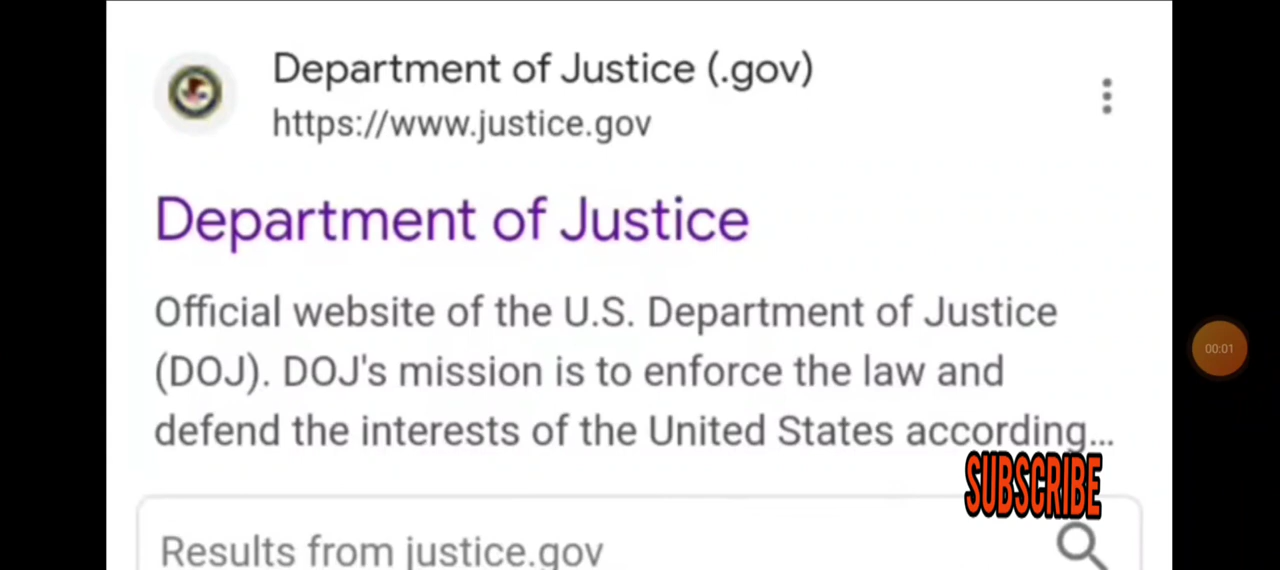 Department of Justice (.gov)
https://www.justice.gov
Department of Justice
Official website of the U.S. Department of Justice
(DOJ). DOJ's mission is to enforce the law and
defend the interests of the United States according...
SUBSCRIBE
Results from justice.gov
00:01